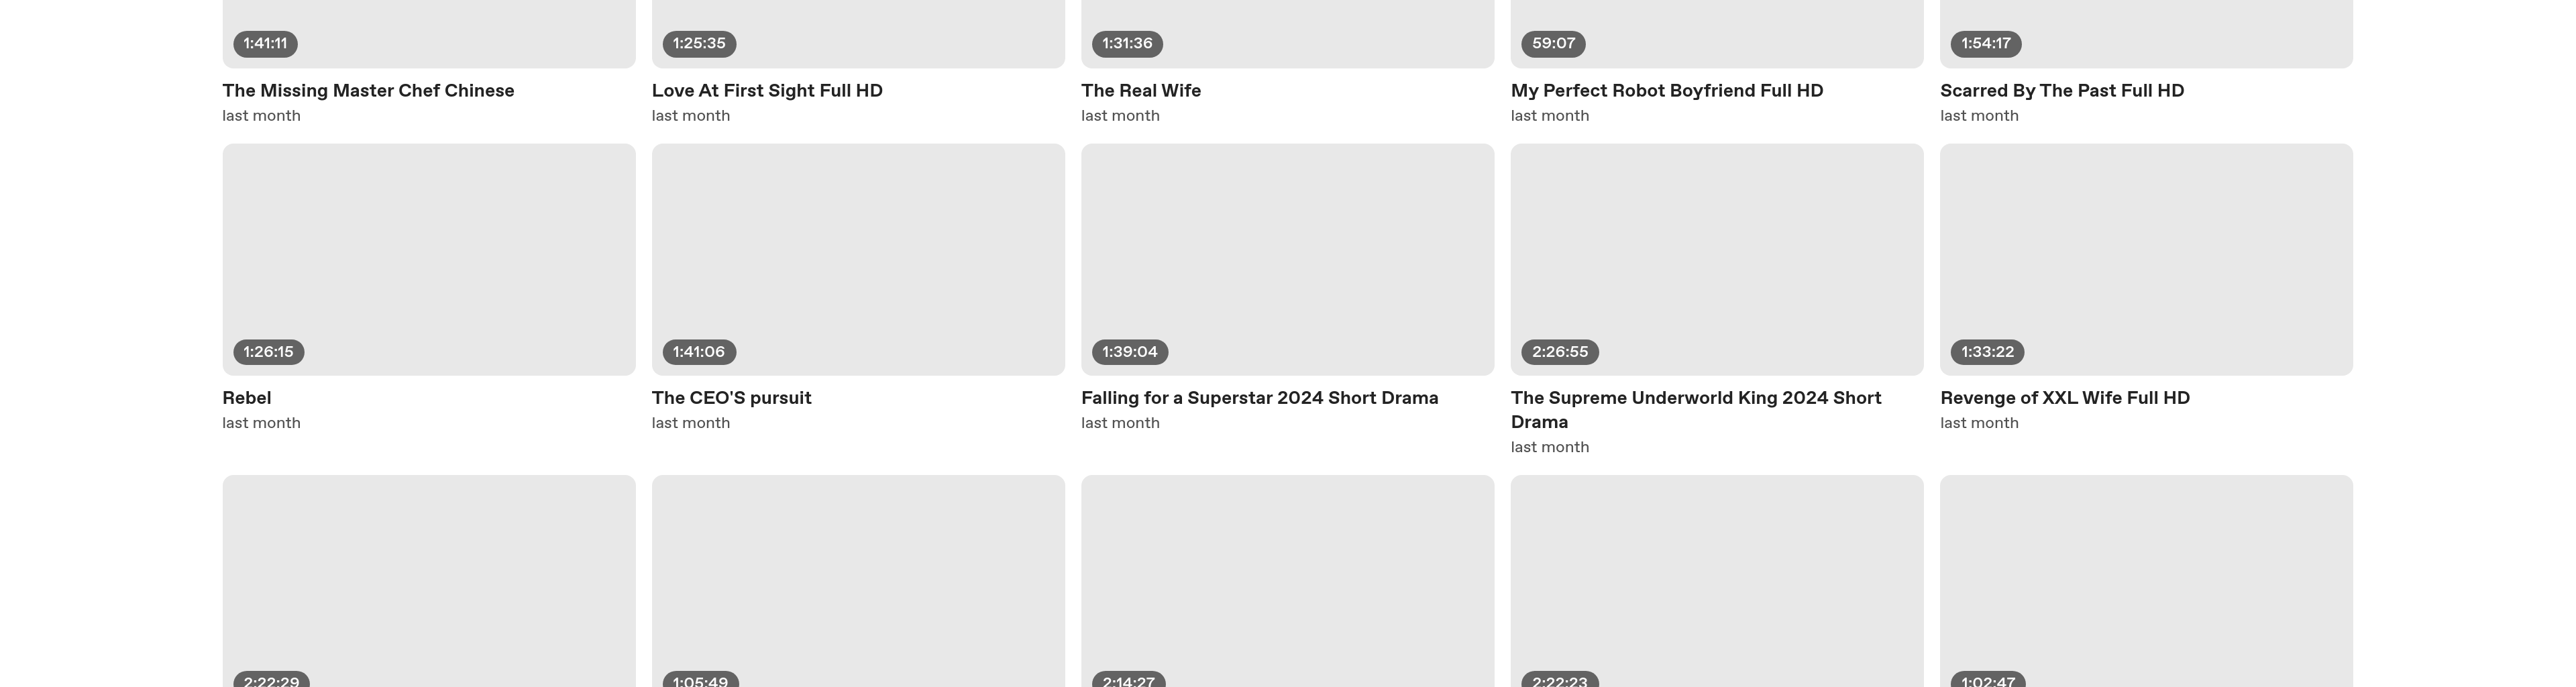 1:41:11
1:25:35
1:31:36
59:07
1:54:17
The Missing Master Chef Chinese
Love At First Sight Full HD
The Real Wife
My Perfect Robot Boyfriend Full HD
Scarred By The Past Full HD
last month
last month
last month
last month
last month
1:26:15
1:41:06
1:39:04
2:26:55
1:33:22
Rebel
The CEO'S pursuit
Falling for a Superstar 2024 Short Drama
The Supreme Underworld King 2024 Short
Drama
Revenge of XXL Wife Full HD
last month
last month
last month
last month
last month
2:22:29
1:05:49
2:14:27
2:22:23
1:02:47